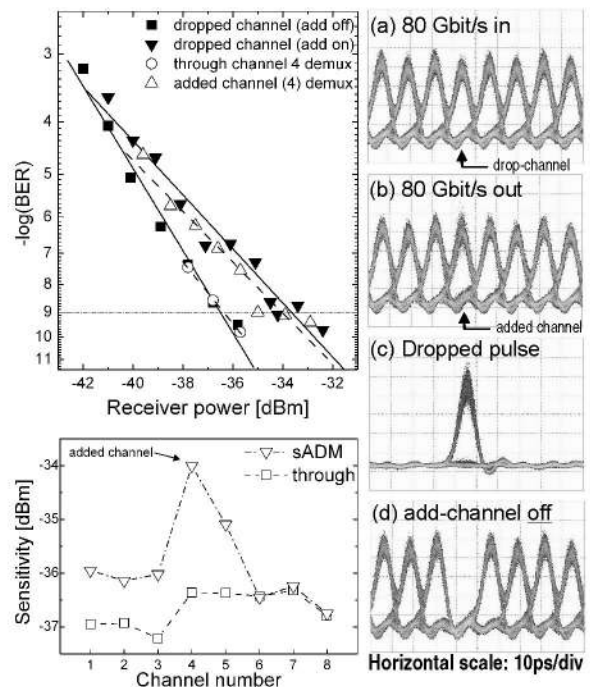 dropped channel (add off)
dropped channel (add on)
through channel 4 demux
added channel (4) demux
-log(BER)
3
4
5
6
7
8
9
10
11
-42
-40
-38
-36
-34
-32
Receiver power [dBm]
added channel
sADM
through
Sensitivity [dBm]
-34
-35
-36
-37
1 2 3 4 5 6 7 8
Channel number
(a) 80 Gbit/s in
drop-channel
(b) 80 Gbit/s out
added channel
(c) Dropped pulse
(d) add-channel off
Horizontal scale: 10ps/div